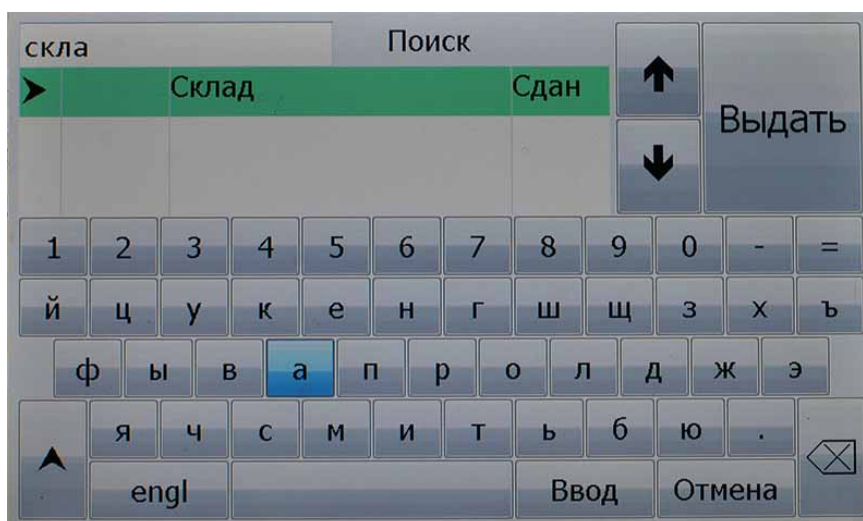 скла Поиск
Склад Сдан
Выдать
1 2 3 4 5 6 7 8 9 0 - =
й ц у к е н г ш щ з х ъ
ф ы в а п р о л д ж э
я ч с м и т ь б ю .
engl Ввод Отмена